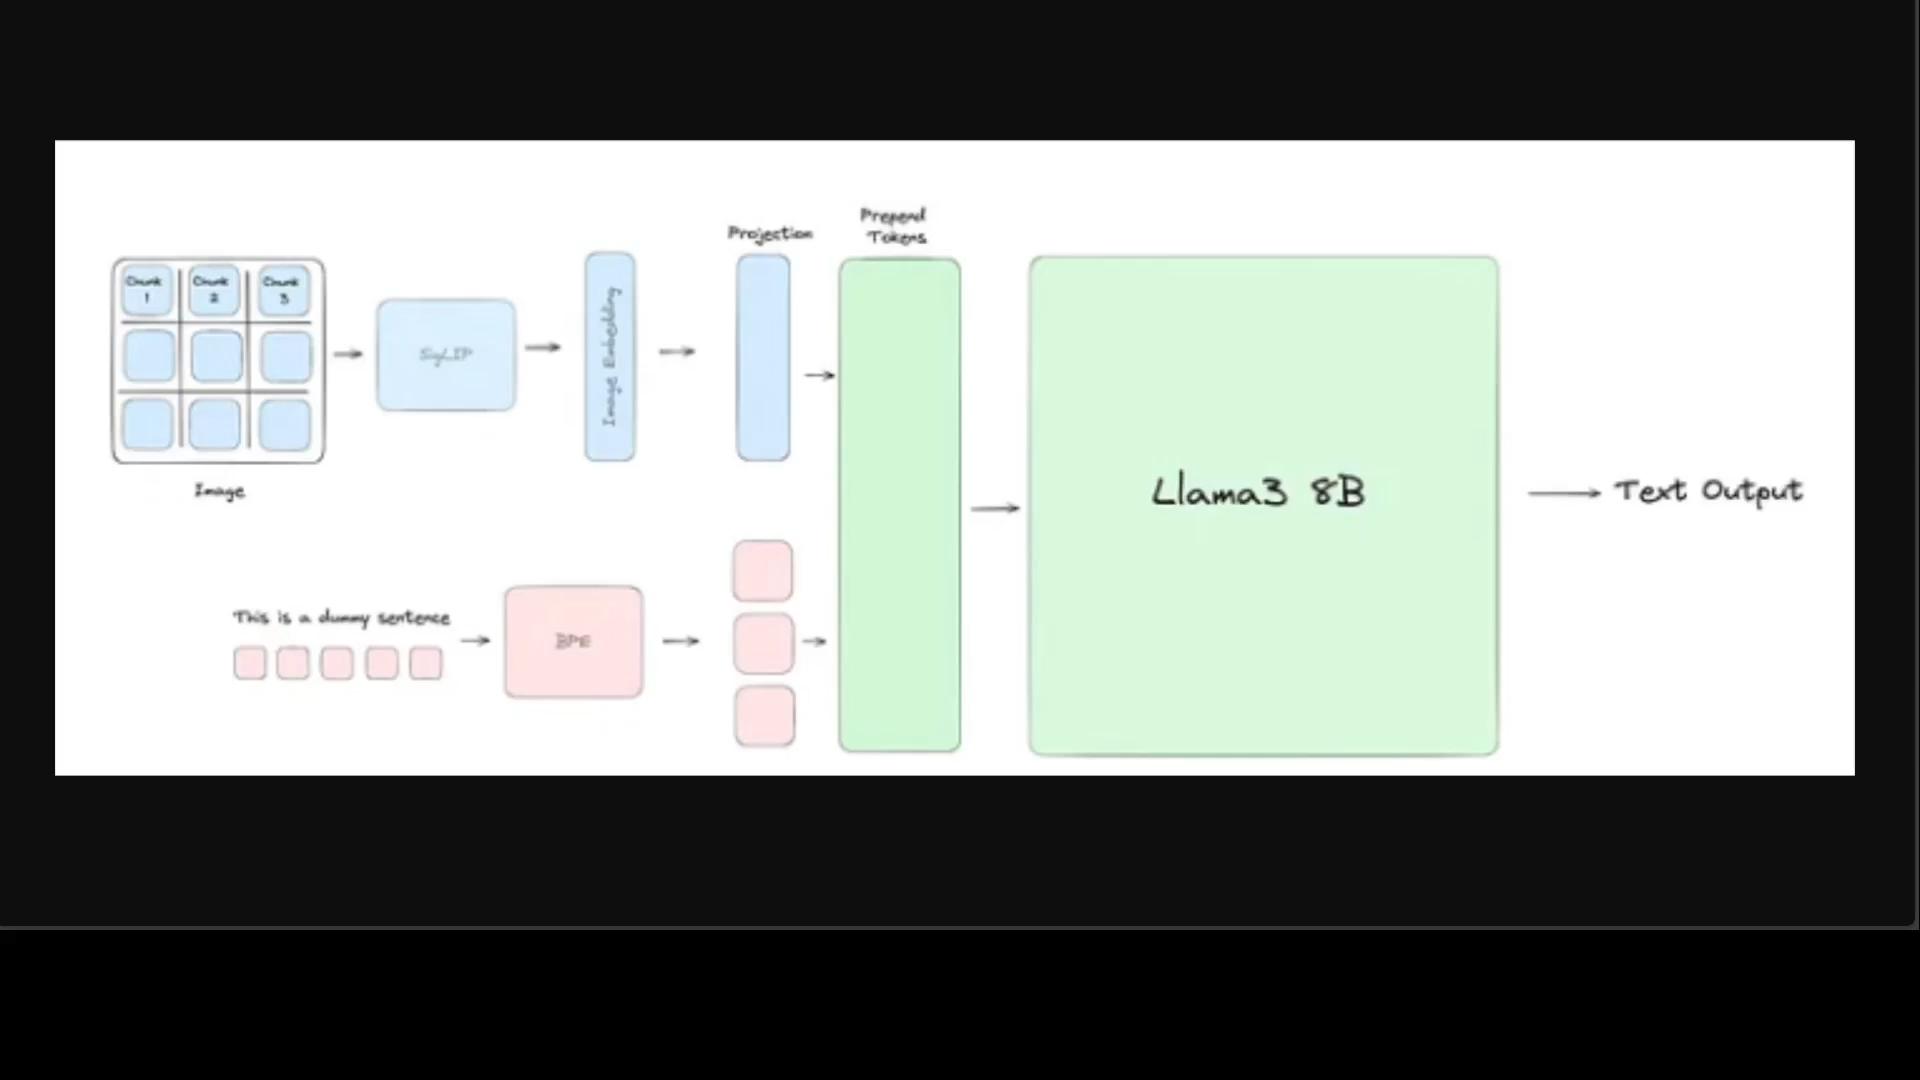 Projection
Prepend
Tokens
Chunk
1
Chunk
2
Chunk
3
SigLIP
Image Embedding
Llama3 8B
Text Output
Image
This is a dummy sentence
BPE